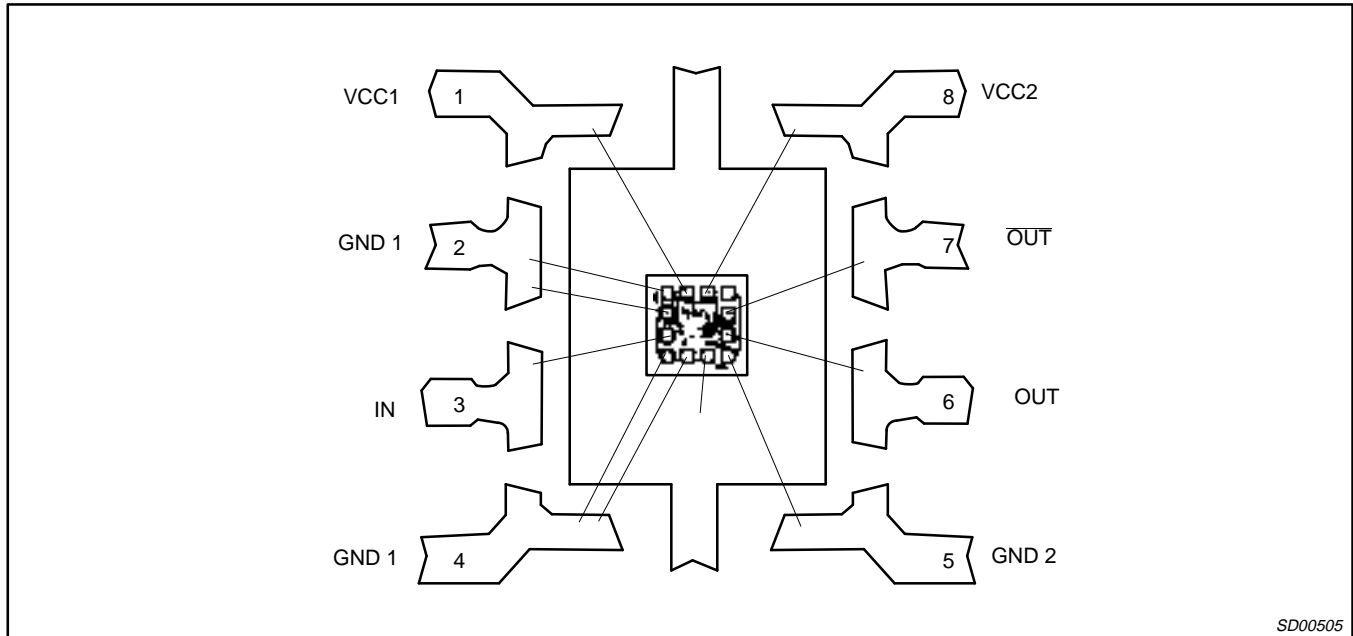 VCC1 1 8 VCC2
GND 1 2 7 OUT
IN 3 6 OUT
GND 1 4 5 GND 2
SD00505